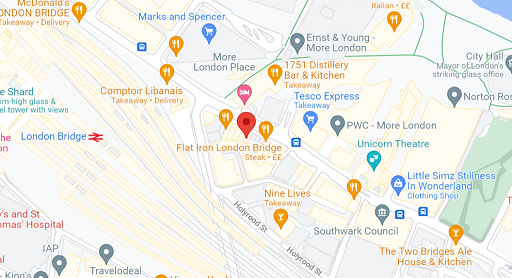 McDonald's
LONDON BRIDGE
Takeaway • Delivery
Marks and Spencer
Italian • ££
Ernst & Young -
More London
More
London Place
1751 Distillery
Bar & Kitchen
Takeaway
City Hall
Mayor of London's
striking glass office
The Shard
glass &
tower with views
Comptoir Libanais
Takeaway • Delivery
Tesco Express
Takeaway
Norton Ros
London Bridge
PWC - More London
Flat Iron London Bridge
Steak • ££
Unicorn Theatre
Little Simz Stillness
In Wonderland
Clothing Shop
Nine Lives
Takeaway
Holyrood St
Southwark Council
Holyrood St
The Two Bridges Ale
House & Kitchen
's and St
omas' Hospital
IAP
Travelodeal